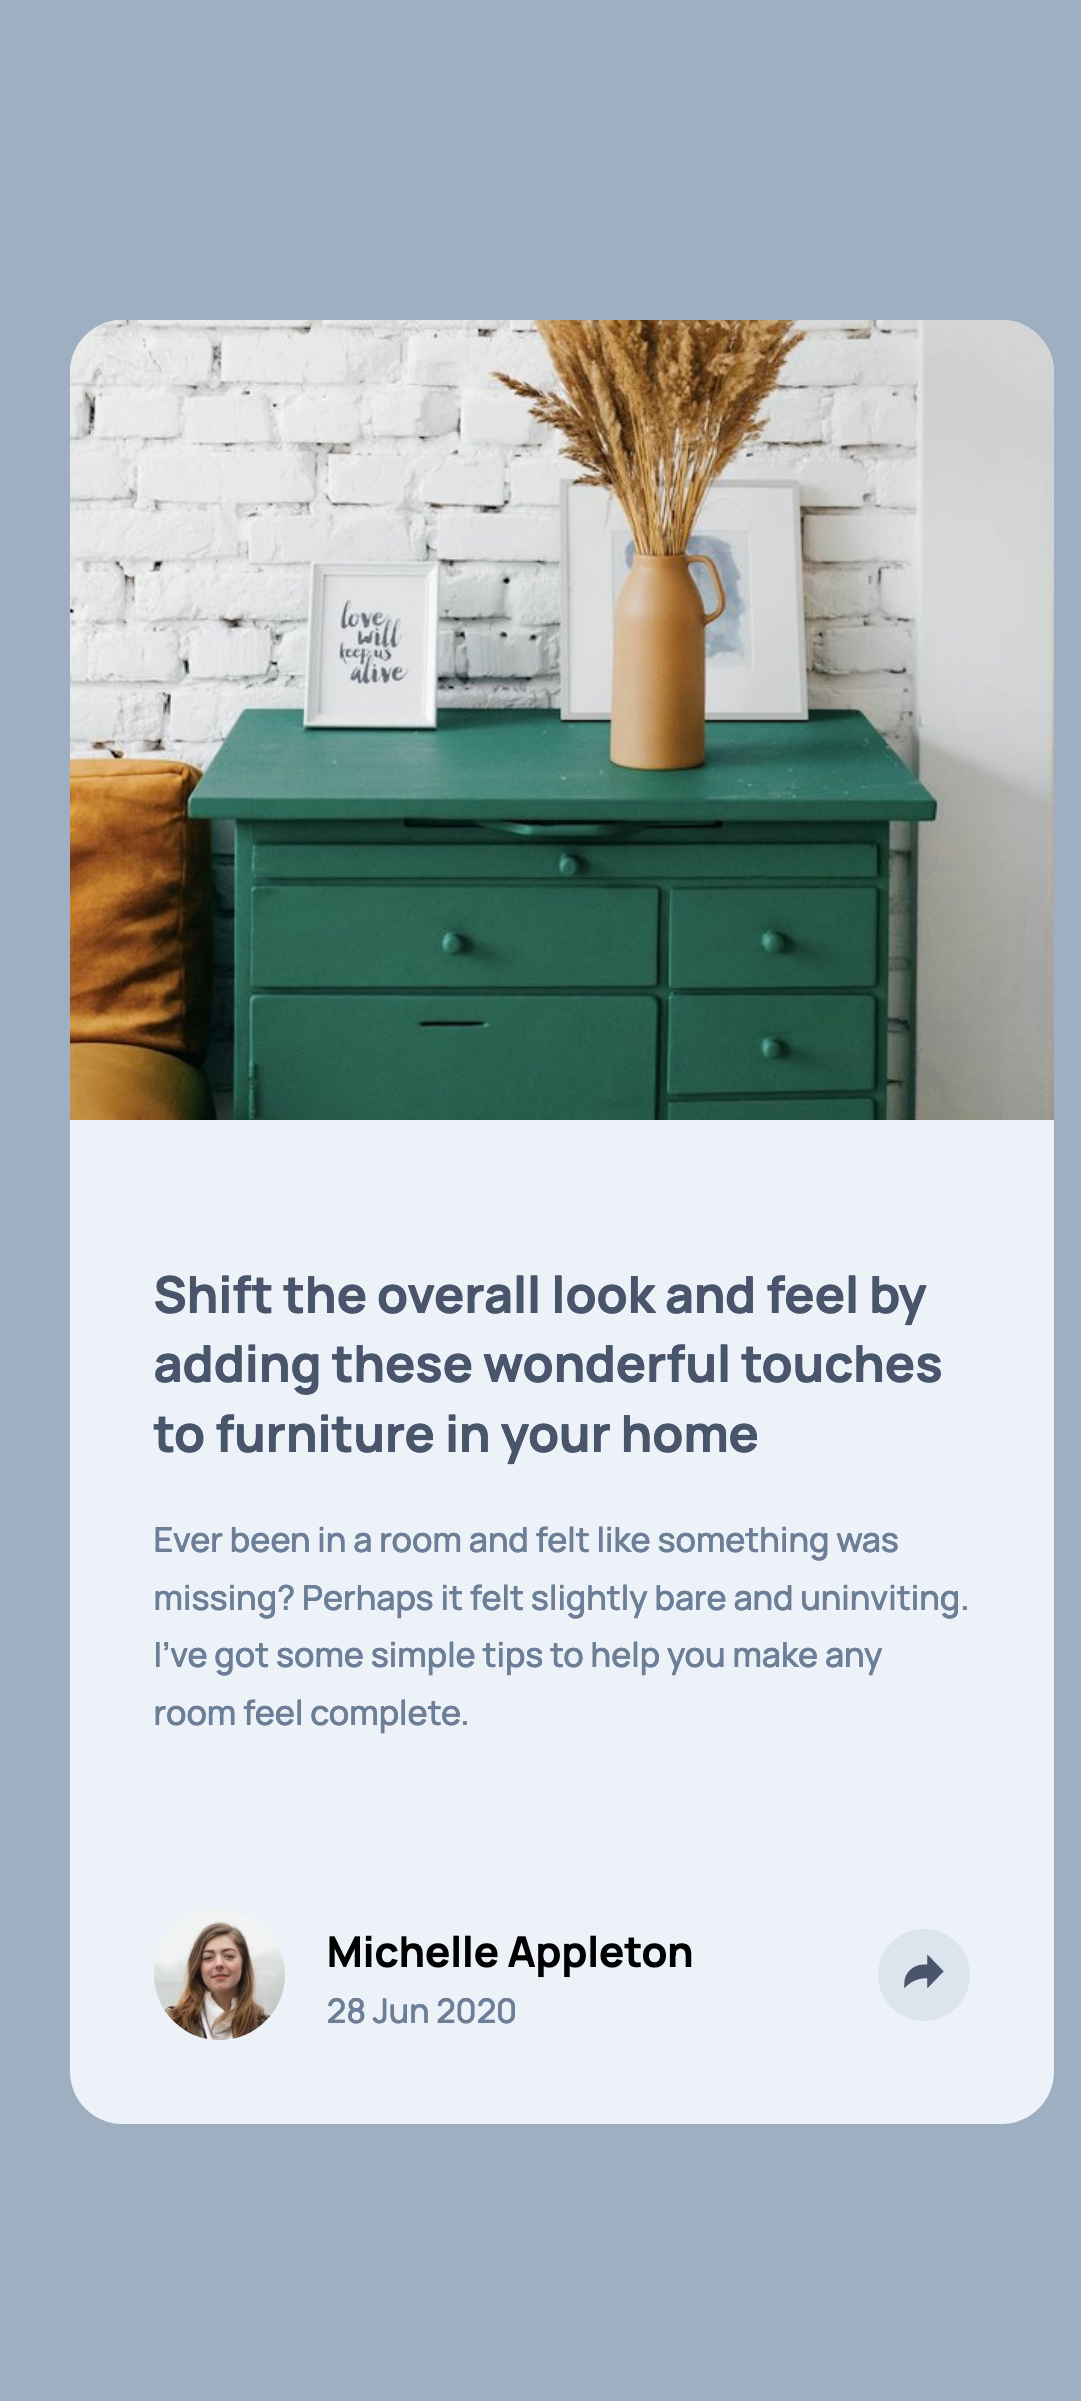 love
will
keep us
alive
Shift the overall look and feel by
adding these wonderful touches
to furniture in your home
Ever been in a room and felt like something was
missing? Perhaps it felt slightly bare and uninviting.
I’ve got some simple tips to help you make any
room feel complete.
Michelle Appleton
28 Jun 2020